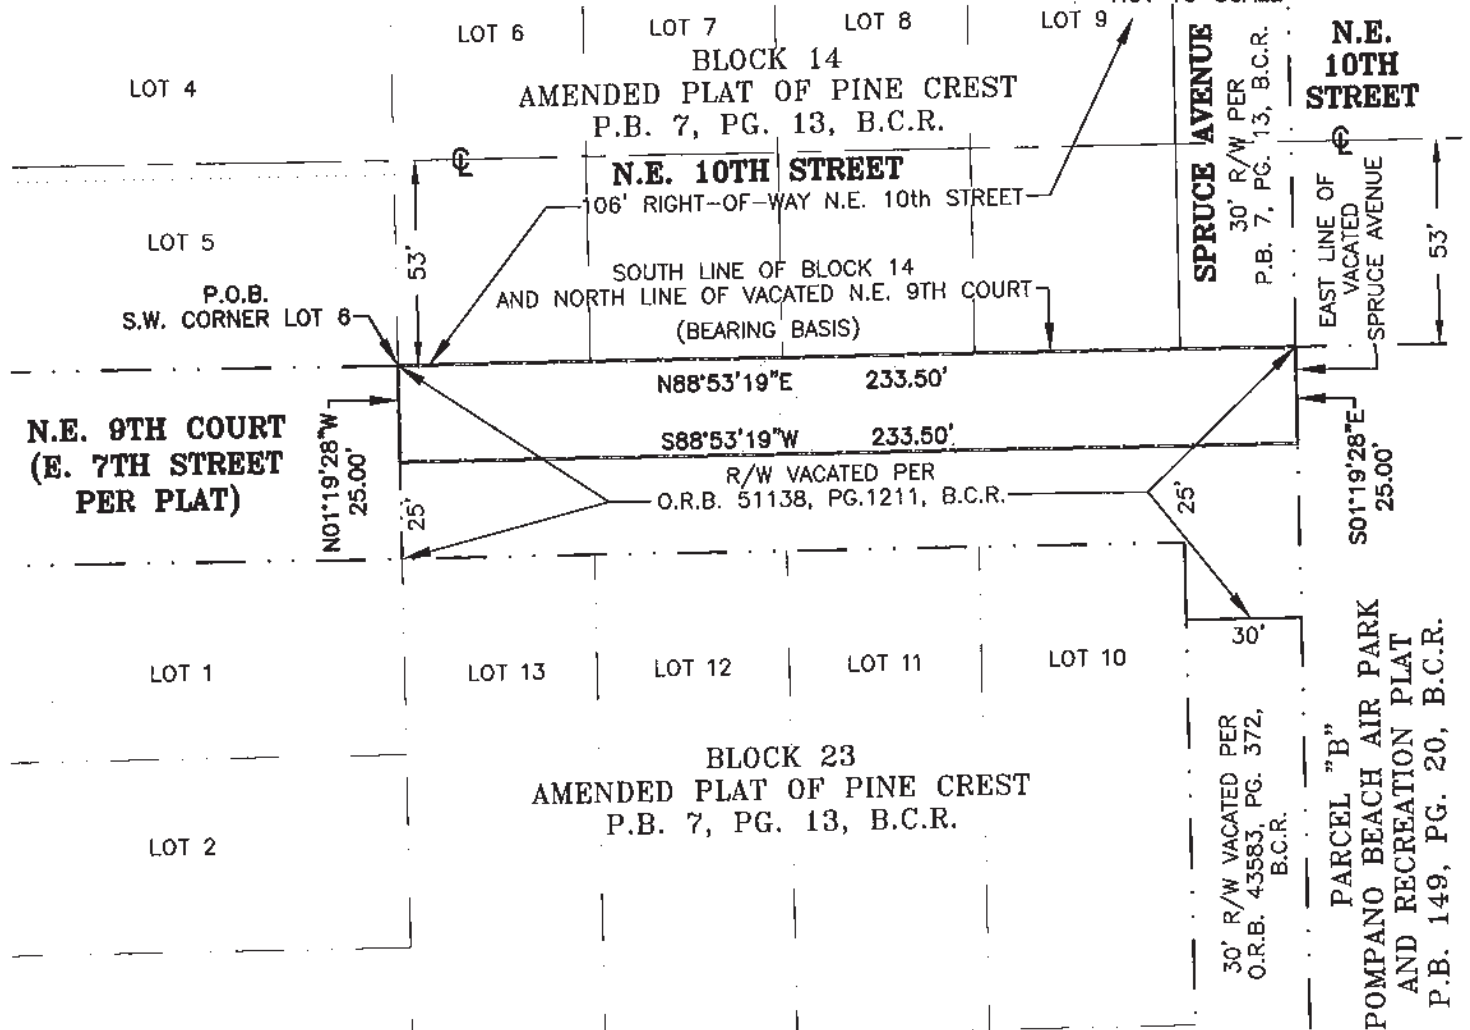 LOT 6
LOT 7
LOT 8
LOT 9
LOT 4
BLOCK 14
AMENDED PLAT OF PINE CREST
P.B. 7, PG. 13, B.C.R.
SPRUCE AVENUE
30' R/W PER
P.B. 7, PG. 13, B.C.R.
N.E.
10TH
STREET
℄
N.E. 10TH STREET
℄
106' RIGHT-OF-WAY N.E. 10th STREET
LOT 5
53'
EAST LINE OF
VACATED
SPRUCE AVENUE
53'
SOUTH LINE OF BLOCK 14
AND NORTH LINE OF VACATED N.E. 9TH COURT
(BEARING BASIS)
P.O.B.
S.W. CORNER LOT 6
N88°53'19"E 233.50'
N.E. 9TH COURT
(E. 7TH STREET
PER PLAT)
N01°19'28"W
25.00'
S88°53'19"W 233.50'
S01°19'28"E
25.00'
R/W VACATED PER
O.R.B. 51138, PG.1211, B.C.R.
25'
25'
30'
LOT 1
LOT 13
LOT 12
LOT 11
LOT 10
BLOCK 23
AMENDED PLAT OF PINE CREST
P.B. 7, PG. 13, B.C.R.
LOT 2
30' R/W VACATED PER
O.R.B. 43583, PG. 372,
B.C.R.
PARCEL "B"
POMPANO BEACH AIR PARK
AND RECREATION PLAT
P.B. 149, PG. 20, B.C.R.